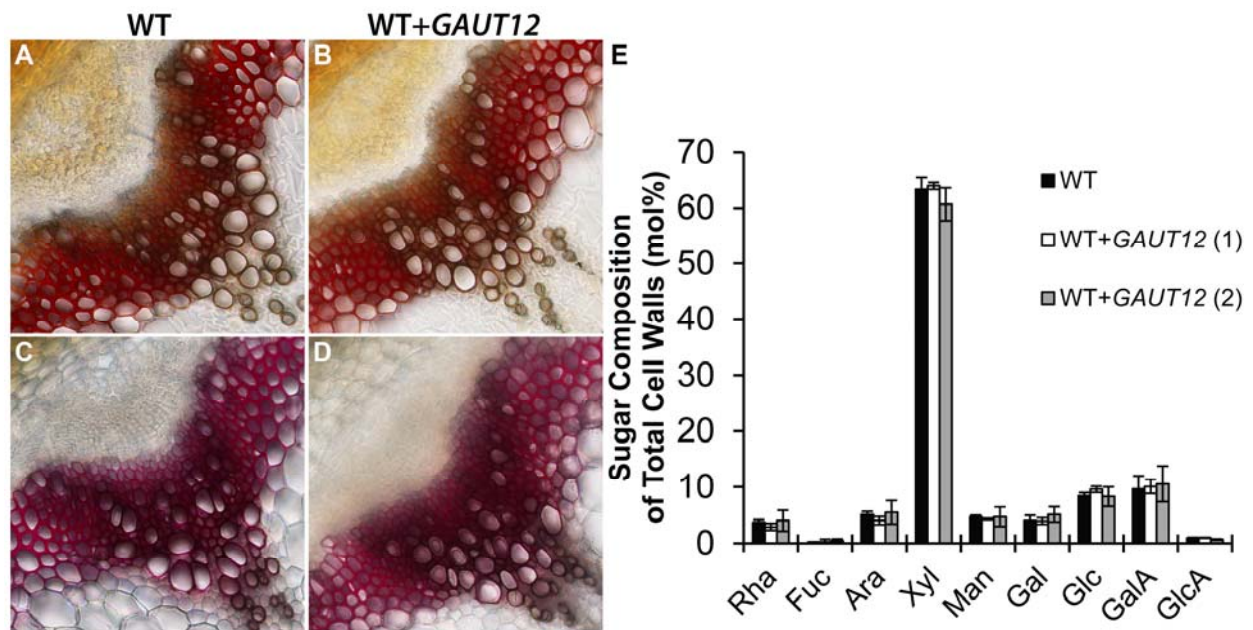 WT
WT+GAUT12
A
B
C
D
E
Sugar Composition
of Total Cell Walls (mol%)
70
60
50
40
30
20
10
0
WT
WT+GAUT12 (1)
WT+GAUT12 (2)
Rha
Fuc
Ara
Xyl
Man
Gal
Glc
GalA
GlcA